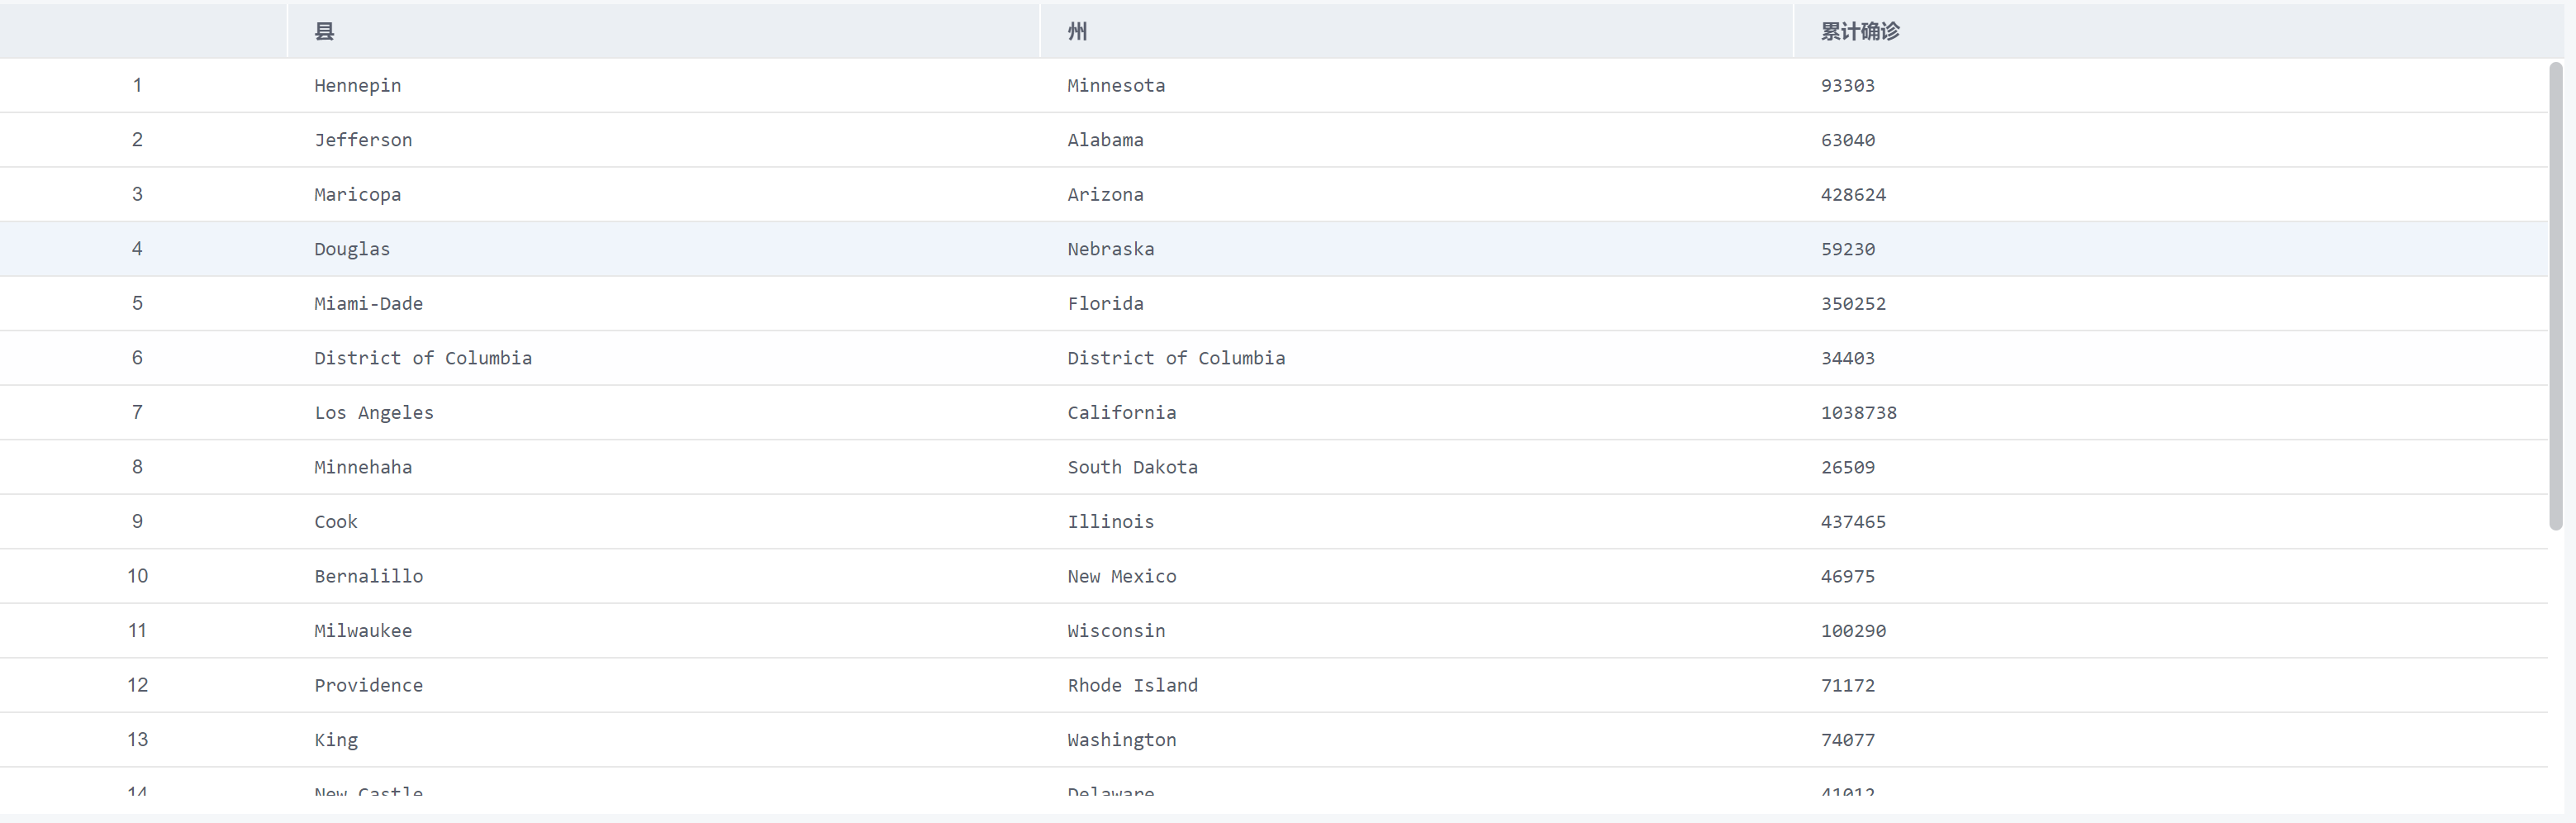 县 州 累计确诊
1 Hennepin Minnesota 93303
2 Jefferson Alabama 63040
3 Maricopa Arizona 428624
4 Douglas Nebraska 59230
5 Miami-Dade Florida 350252
6 District of Columbia District of Columbia 34403
7 Los Angeles California 1038738
8 Minnehaha South Dakota 26509
9 Cook Illinois 437465
10 Bernalillo New Mexico 46975
11 Milwaukee Wisconsin 100290
12 Providence Rhode Island 71172
13 King Washington 74077
14 New Castle Delaware 41012